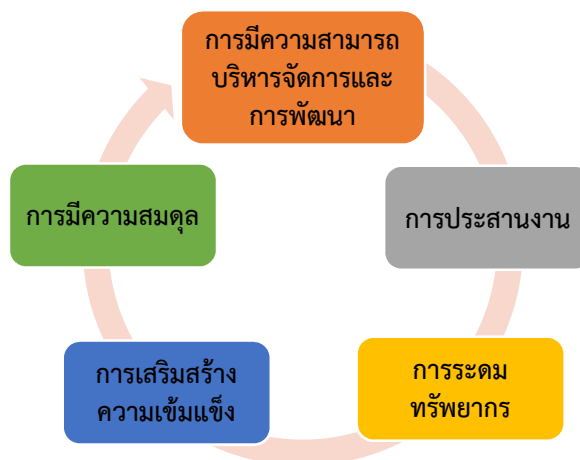 การมีความสามารถ
บริหารจัดการและ
การพัฒนา
การประสานงาน
การระดม
ทรัพยากร
การเสริมสร้าง
ความเข้มแข็ง
การมีความสมดุล